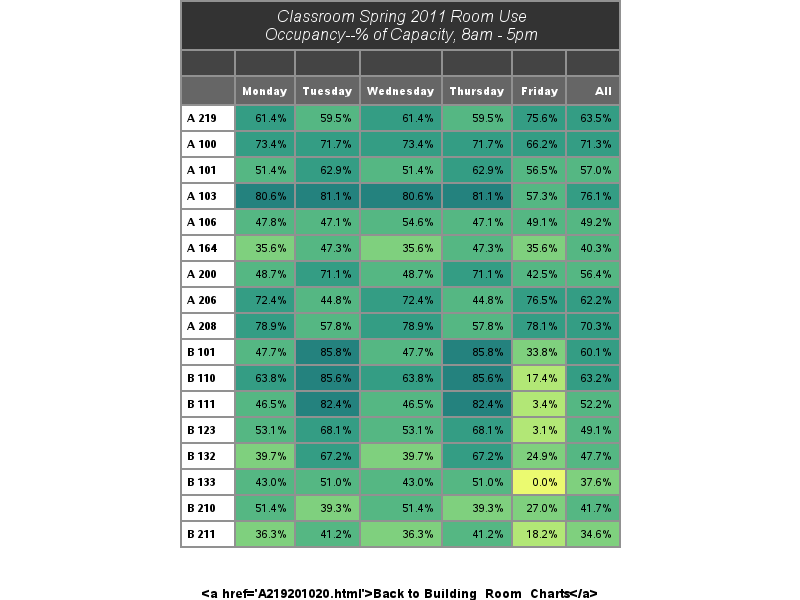 Classroom Spring 2011 Room Use
Occupancy--% of Capacity, 8am - 5pm
Monday Tuesday Wednesday Thursday Friday All
A 219 61.4% 59.5% 61.4% 59.5% 75.6% 63.5%
A 100 73.4% 71.7% 73.4% 71.7% 66.2% 71.3%
A 101 51.4% 62.9% 51.4% 62.9% 56.5% 57.0%
A 103 80.6% 81.1% 80.6% 81.1% 57.3% 76.1%
A 106 47.8% 47.1% 54.6% 47.1% 49.1% 49.2%
A 164 35.6% 47.3% 35.6% 47.3% 35.6% 40.3%
A 200 48.7% 71.1% 48.7% 71.1% 42.5% 56.4%
A 206 72.4% 44.8% 72.4% 44.8% 76.5% 62.2%
A 208 78.9% 57.8% 78.9% 57.8% 78.1% 70.3%
B 101 47.7% 85.8% 47.7% 85.8% 33.8% 60.1%
B 110 63.8% 85.6% 63.8% 85.6% 17.4% 63.2%
B 111 46.5% 82.4% 46.5% 82.4% 3.4% 52.2%
B 123 53.1% 68.1% 53.1% 68.1% 3.1% 49.1%
B 132 39.7% 67.2% 39.7% 67.2% 24.9% 47.7%
B 133 43.0% 51.0% 43.0% 51.0% 0.0% 37.6%
B 210 51.4% 39.3% 51.4% 39.3% 27.0% 41.7%
B 211 36.3% 41.2% 36.3% 41.2% 18.2% 34.6%
<a href='A219201020.html'>Back to Building_Room_Charts</a>